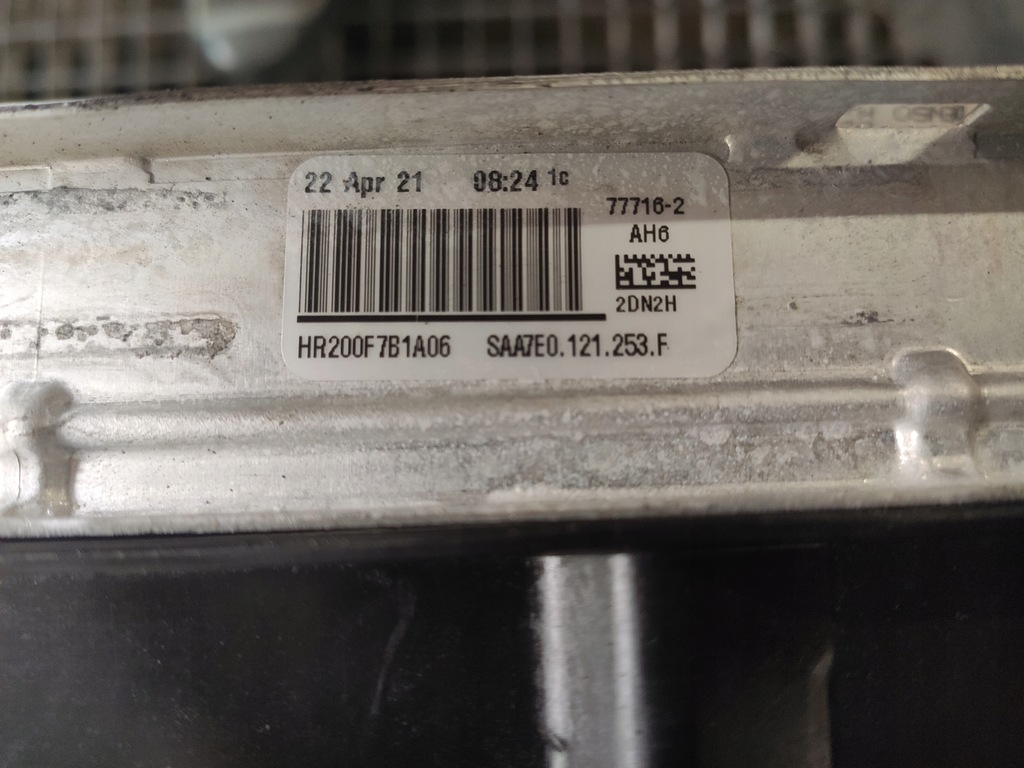 22 Apr 21 08:24 1c
77716-2
AH6
2DN2H
HR200F7B1A06 SAA7E0.121.253.F